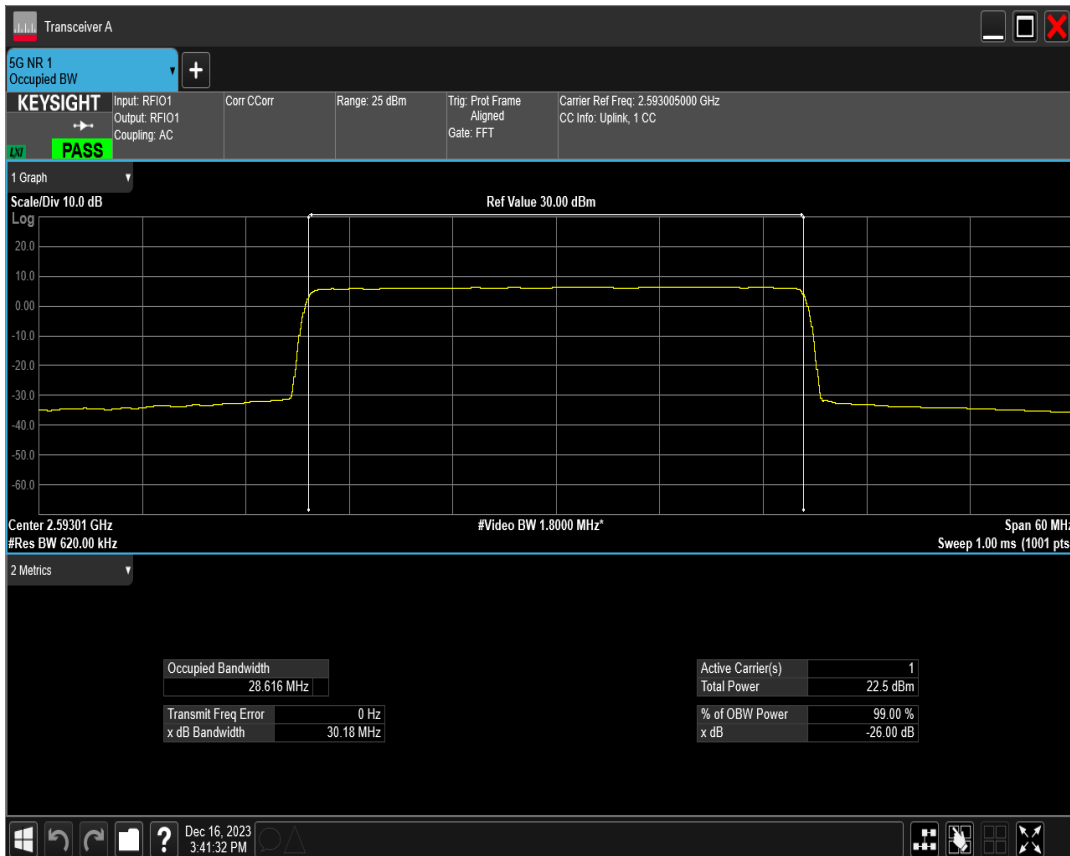 Transceiver A
5G NR 1
Occupied BW
KEYSIGHT
LXI
PASS
Input: RFIO1
Output: RFIO1
Coupling: AC
Corr CCorr
Range: 25 dBm
Trig: Prot Frame
Aligned
Gate: FFT
Carrier Ref Freq: 2.593005000 GHz
CC Info: Uplink, 1 CC
1 Graph
Scale/Div 10.0 dB
Ref Value 30.00 dBm
Log
20.0
10.0
0.00
-10.0
-20.0
-30.0
-40.0
-50.0
-60.0
Center 2.59301 GHz
#Video BW 1.8000 MHz*
Span 60 MHz
#Res BW 620.00 kHz
Sweep 1.00 ms (1001 pts
2 Metrics
Occupied Bandwidth
28.616 MHz
Transmit Freq Error 0 Hz
x dB Bandwidth 30.18 MHz
Active Carrier(s) 1
Total Power 22.5 dBm
% of OBW Power 99.00 %
x dB -26.00 dB
?
Dec 16, 2023
3:41:32 PM